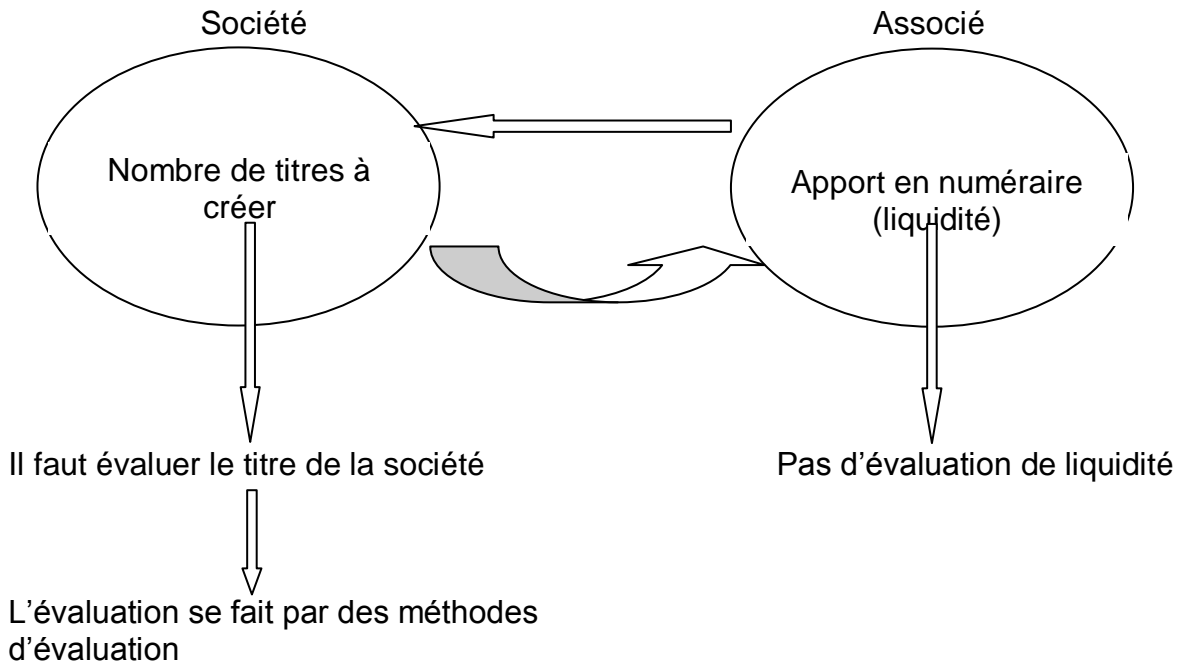 Société
Associé
Nombre de titres à
créer
Apport en numéraire
(liquidité)
Il faut évaluer le titre de la société
Pas d’évaluation de liquidité
L’évaluation se fait par des méthodes
d’évaluation